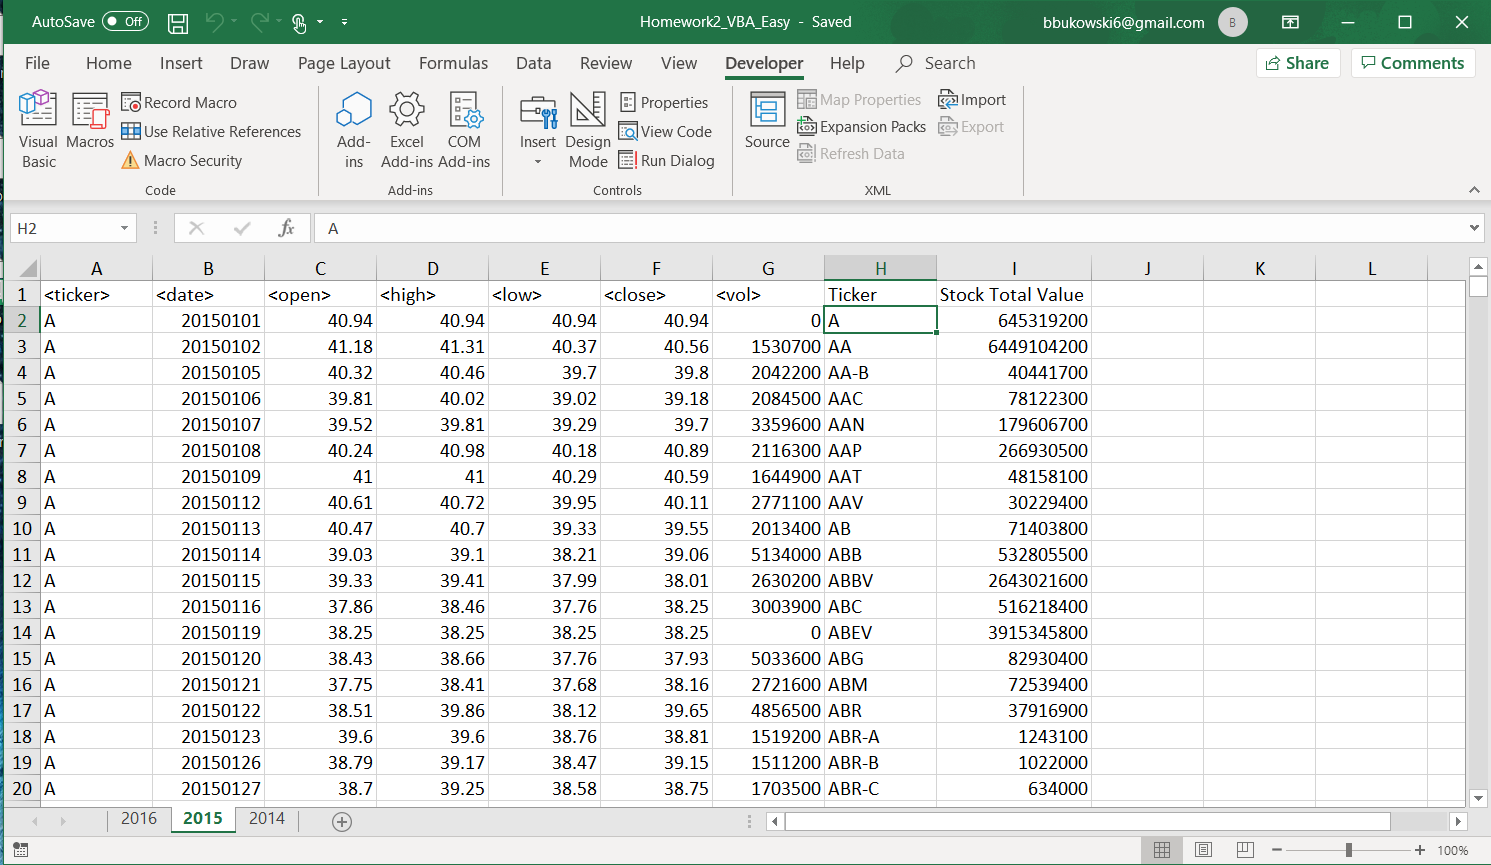 AutoSave Off Homework2_VBA_Easy - Saved bbukowski6@gmail.com B
File Home Insert Draw Page Layout Formulas Data Review View Developer Help Search Share Comments
Visual Basic
Macros
Record Macro
Use Relative References
Macro Security
Code
Add-ins
Excel Add-ins
COM Add-ins
Add-ins
Insert
Design Mode
Properties
View Code
Run Dialog
Controls
Source
Map Properties
Expansion Packs
Refresh Data
Import
Export
XML
H2 fx A
A B C D E F G H I J K L
1 <ticker> <date> <open> <high> <low> <close> <vol> Ticker Stock Total Value
2 A 20150101 40.94 40.94 40.94 40.94 0 A 645319200
3 A 20150102 41.18 41.31 40.37 40.56 1530700 AA 6449104200
4 A 20150105 40.32 40.46 39.7 39.8 2042200 AA-B 40441700
5 A 20150106 39.81 40.02 39.02 39.18 2084500 AAC 78122300
6 A 20150107 39.52 39.81 39.29 39.7 3359600 AAN 179606700
7 A 20150108 40.24 40.98 40.18 40.89 2116300 AAP 266930500
8 A 20150109 41 41 40.29 40.59 1644900 AAT 48158100
9 A 20150112 40.61 40.72 39.95 40.11 2771100 AAV 30229400
10 A 20150113 40.47 40.7 39.33 39.55 2013400 AB 71403800
11 A 20150114 39.03 39.1 38.21 39.06 5134000 ABB 532805500
12 A 20150115 39.33 39.41 37.99 38.01 2630200 ABBV 2643021600
13 A 20150116 37.86 38.46 37.76 38.25 3003900 ABC 516218400
14 A 20150119 38.25 38.25 38.25 38.25 0 ABEV 3915345800
15 A 20150120 38.43 38.66 37.76 37.93 5033600 ABG 82930400
16 A 20150121 37.75 38.41 37.68 38.16 2721600 ABM 72539400
17 A 20150122 38.51 39.86 38.12 39.65 4856500 ABR 37916900
18 A 20150123 39.6 39.6 38.76 38.81 1519200 ABR-A 1243100
19 A 20150126 38.79 39.17 38.47 39.15 1511200 ABR-B 1022000
20 A 20150127 38.7 39.25 38.58 38.75 1703500 ABR-C 634000
2016 2015 2014
100%